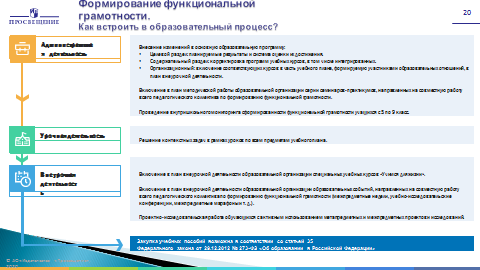 Формирование функциональной
грамотности.
Как встроить в образовательный процесс?
ПРОСВЕЩЕНИЕ
20
Административная
деятельность
Внесение изменений в основную образовательную программу:
• Целевой раздел: планируемые результаты и система оценки их достижения.
• Содержательный раздел: корректировка программ учебных курсов, в том числе интегрированных.
• Организационный: включение соответствующих курсов в часть учебного плана, формируемую участниками образовательных отношений, в
план внеурочной деятельности.
Включение в план методической работы образовательной организации серии семинаров-практикумов, направленных на совместную работу
всего педагогического коллектива по формированию функциональной грамотности.
Проведение внутришкольного мониторинга сформированности функциональной грамотности учащихся с 5 по 9 класс.
Урочная деятельность
Решение контекстных задач в рамках уроков по всем предметам учебного плана.
Внеурочная
деятельность
Включение в план внеурочной деятельности образовательной организации специальных учебных курсов: «Учимся для жизни».
Включение в план внеурочной деятельности образовательной организации образовательных событий, направленных на совместную работу
всего педагогического коллектива по формированию функциональной грамотности (межпредметные недели, учебно-исследовательские
конференции, межпредметные марафоны и т. д.).
Проектно-исследовательская работа обучающихся с активным использованием метапредметных и межпредметных проектов и исследований.
Закупка учебных пособий возможна в соответствии со статьей 35
Федерального закона от 29.12.2012 № 273-ФЗ «Об образовании в Российской Федерации»